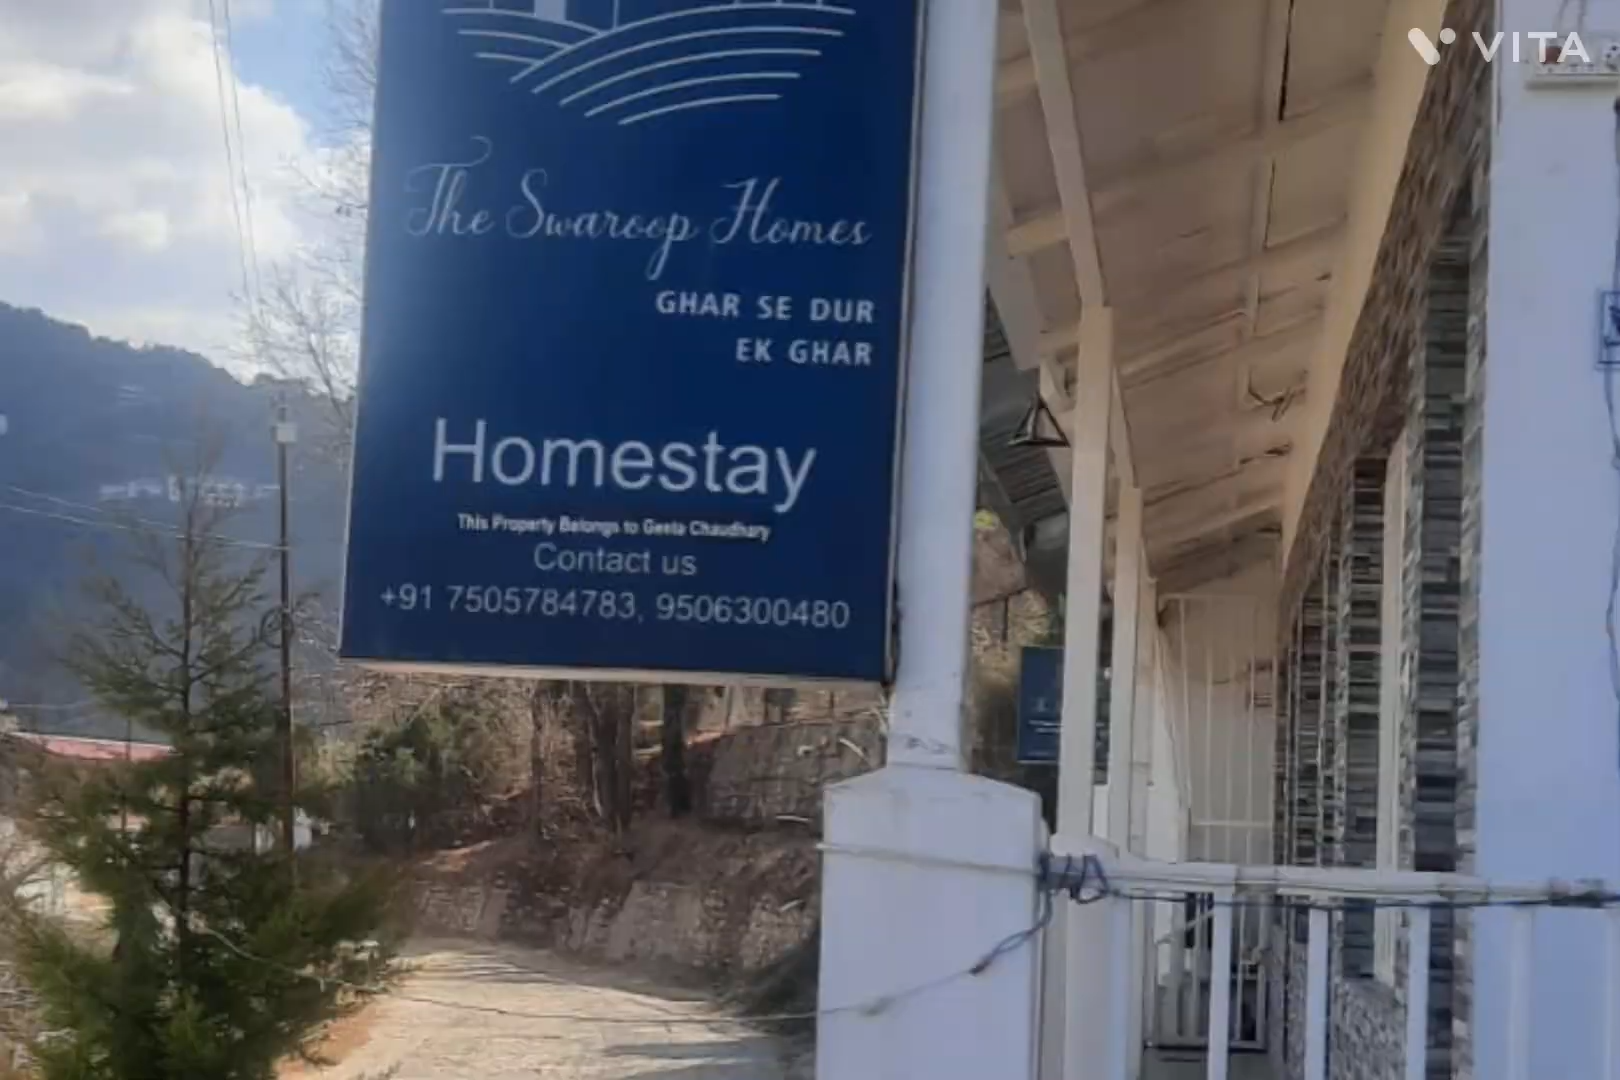 VITA
The Swaroop Homes
GHAR SE DUR
EK GHAR
Homestay
This Property Belongs to Geeta Chaudhary
Contact us
+91 7505784783, 9506300480